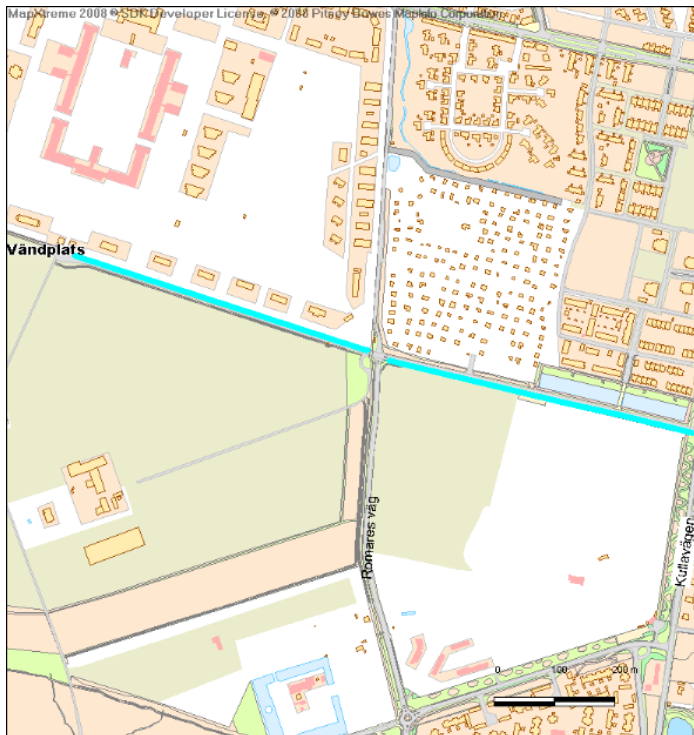 MapXtreme 2008 ® SDK Developer License. © 2008 Pitney Bowes MapInfo Corporation.
Vändplats
Romares väg
Kullavägen
0 100 200 m